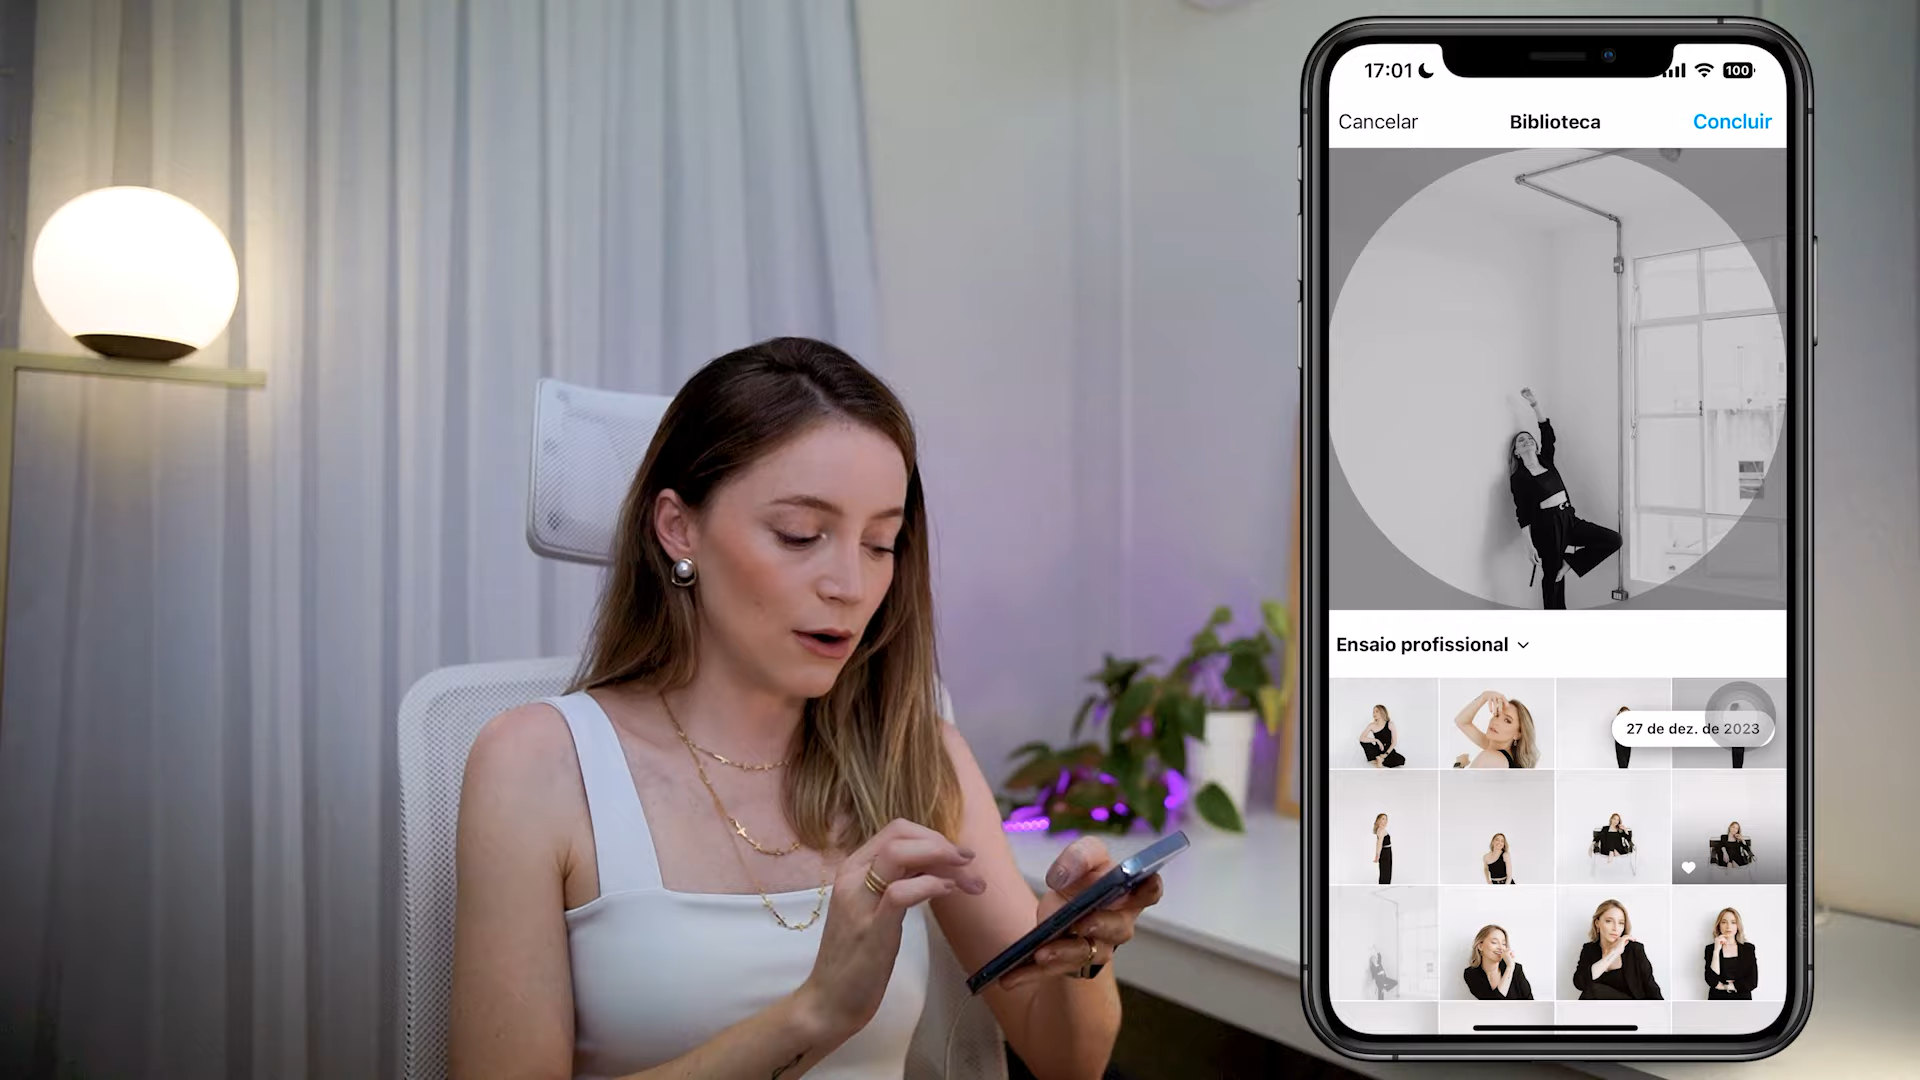 17:01
100
Cancelar
Biblioteca
Concluir
Ensaio profissional
27 de dez. de 2023